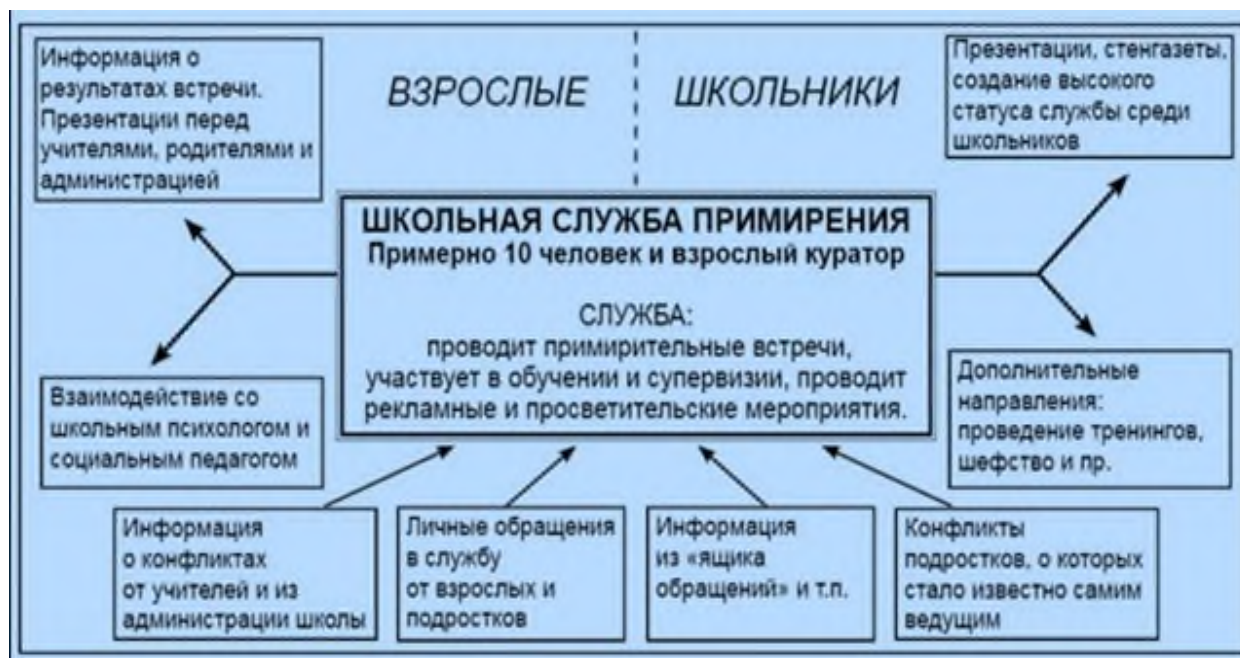 Информация о
результатах встречи.
Презентации перед
учителями, родителями и
администрацией
ВЗРОСЛЫЕ
ШКОЛЬНИКИ
Презентации, стенгазеты,
создание высокого
статуса службы среди
школьников
ШКОЛЬНАЯ СЛУЖБА ПРИМИРЕНИЯ
Примерно 10 человек и взрослый куратор
СЛУЖБА:
проводит примирительные встречи,
участвует в обучении и супервизии, проводит
рекламные и просветительские мероприятия.
Взаимодействие со
школьным психологом и
социальным педагогом
Дополнительные
направления:
проведение тренингов,
шефство и пр.
Информация
о конфликтах
от учителей и из
администрации школы
Личные обращения
в службу
от взрослых и
подростков
Информация
из «ящика
обращений» и т.п.
Конфликты
подростков, о которых
стало известно самим
ведущим